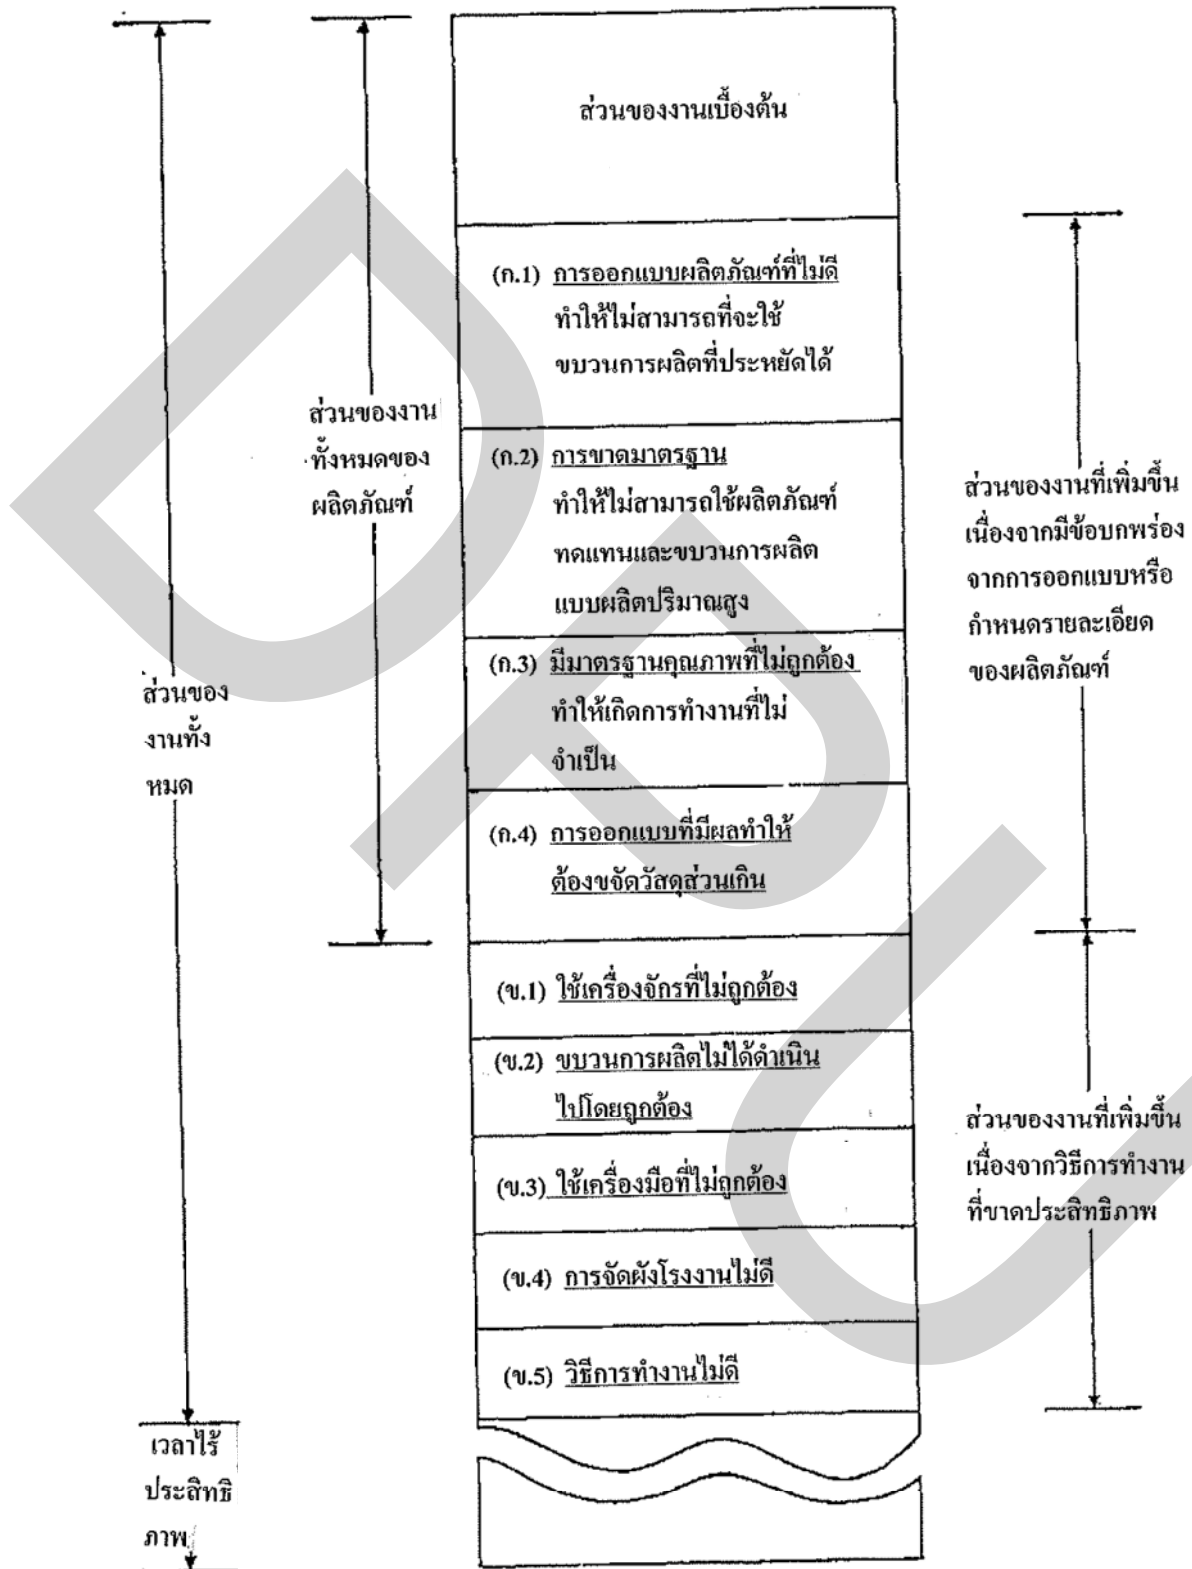 ส่วนของงานเบื้องต้น
(ก.1) การออกแบบผลิตภัณฑ์ที่ไม่ดี
ทำให้ไม่สามารถที่จะใช้
ขบวนการผลิตที่ประหยัดได้
(ก.2) การขาดมาตรฐาน
ทำให้ไม่สามารถใช้ผลิตภัณฑ์
ทดแทนและขบวนการผลิต
แบบผลิตปริมาณสูง
(ก.3) มีมาตรฐานคุณภาพที่ไม่ถูกต้อง
ทำให้เกิดการทำงานที่ไม่
จำเป็น
(ก.4) การออกแบบที่มีผลทำให้
ต้องขจัดวัสดุส่วนเกิน
(ข.1) ใช้เครื่องจักรที่ไม่ถูกต้อง
(ข.2) ขบวนการผลิตไม่ได้ดำเนิน
ไปโดยถูกต้อง
(ข.3) ใช้เครื่องมือที่ไม่ถูกต้อง
(ข.4) การจัดผังโรงงานไม่ดี
(ข.5) วิธีการทำงานไม่ดี
ส่วนของงาน
ทั้งหมดของ
ผลิตภัณฑ์
ส่วนของ
งานทั้ง
หมด
เวลาไร้
ประสิทธิ
ภาพ
ส่วนของงานที่เพิ่มขึ้น
เนื่องจากมีข้อบกพร่อง
จากการออกแบบหรือ
กำหนดรายละเอียด
ของผลิตภัณฑ์
ส่วนของงานที่เพิ่มขึ้น
เนื่องจากวิธีการทำงาน
ที่ขาดประสิทธิภาพ
DPU